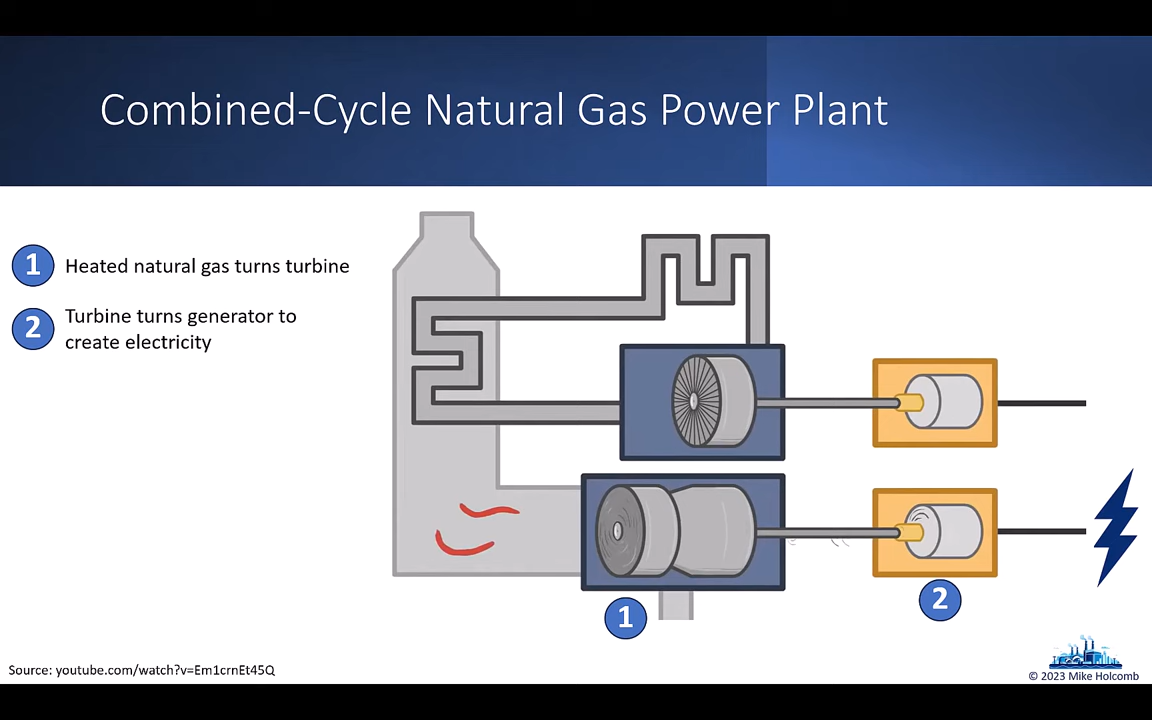 Combined-Cycle Natural Gas Power Plant
1 Heated natural gas turns turbine
2 Turbine turns generator to
create electricity
1
2
Source: youtube.com/watch?v=Em1crnEt45Q
© 2023 Mike Holcomb